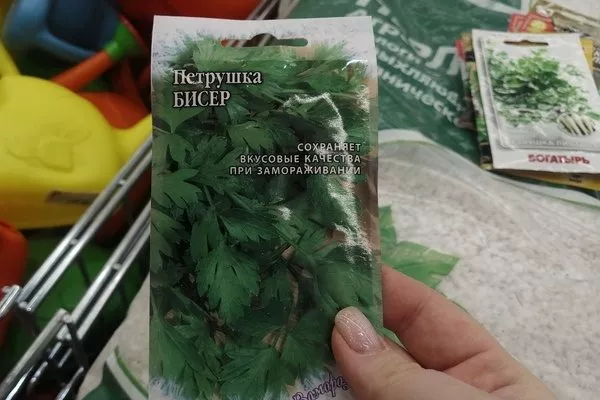 Петрушка
БИСЕР
СОХРАНЯЕТ
ВКУСОВЫЕ КАЧЕСТВА
ПРИ ЗАМОРАЖИВАНИИ
БОГАТЫРЬ